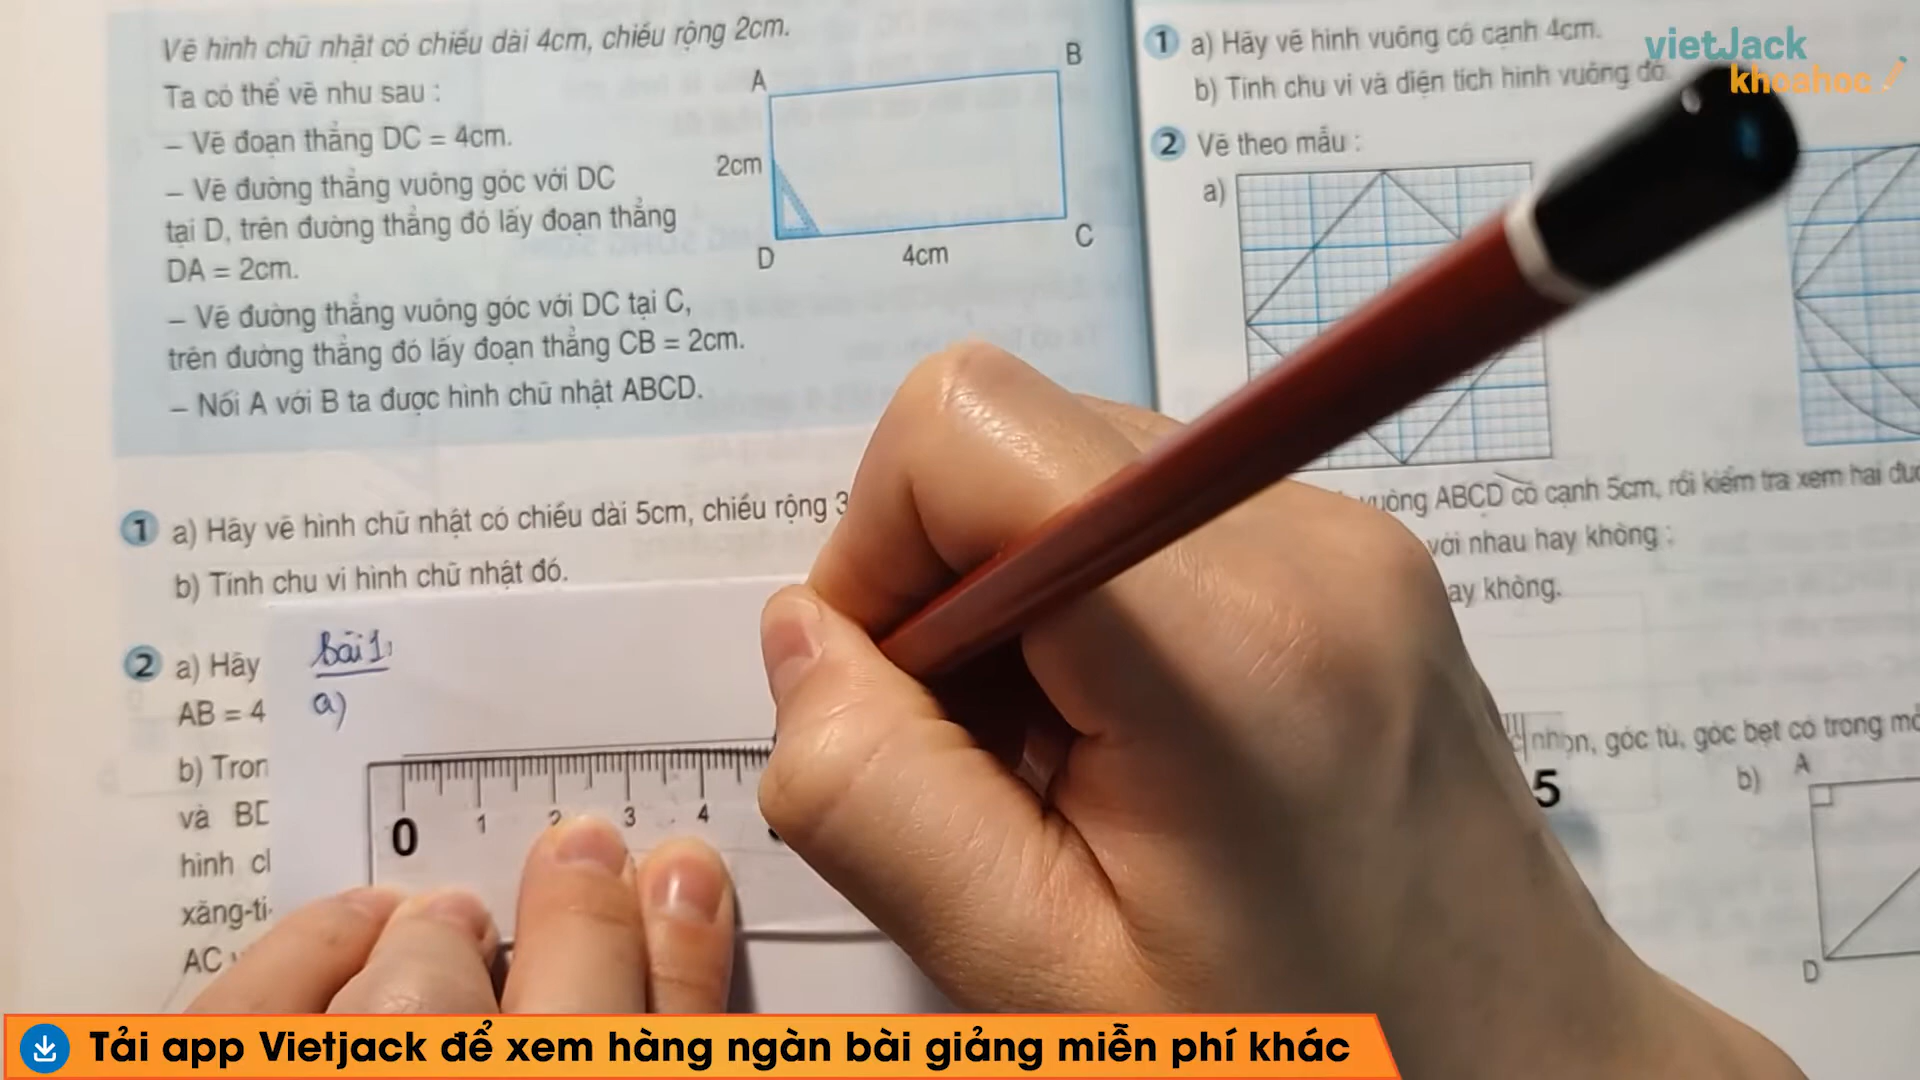 Vẽ hình chữ nhật có chiều dài 4cm, chiều rộng 2cm.
Ta có thể vẽ như sau :
– Vẽ đoạn thẳng DC = 4cm.
– Vẽ đường thẳng vuông góc với DC
tại D, trên đường thẳng đó lấy đoạn thẳng
DA = 2cm.
– Vẽ đường thẳng vuông góc với DC tại C,
trên đường thẳng đó lấy đoạn thẳng CB = 2cm.
– Nối A với B ta được hình chữ nhật ABCD.
A
B
2cm
D
4cm
C
1 a) Hãy vẽ hình chữ nhật có chiều dài 5cm, chiều rộng 3
b) Tính chu vi hình chữ nhật đó.
2 a) Hãy
AB = 4
b) Tron
và BD
hình cl
xăng-ti-
AC
bài 1:
a)
0 1 2 3 4
1 a) Hãy vẽ hình vuông có cạnh 4cm.
b) Tính chu vi và diện tích hình vuông đó.
2 Vẽ theo mẫu :
a)
vuông ABCD có cạnh 5cm, rồi kiểm tra xem hai đư
với nhau hay không ;
ay không.
nhọn, góc tù, góc bẹt có trong mỗ
5
b)
A
D
vietJack
khoahoc
Tải app Vietjack để xem hàng ngàn bài giảng miễn phí khác